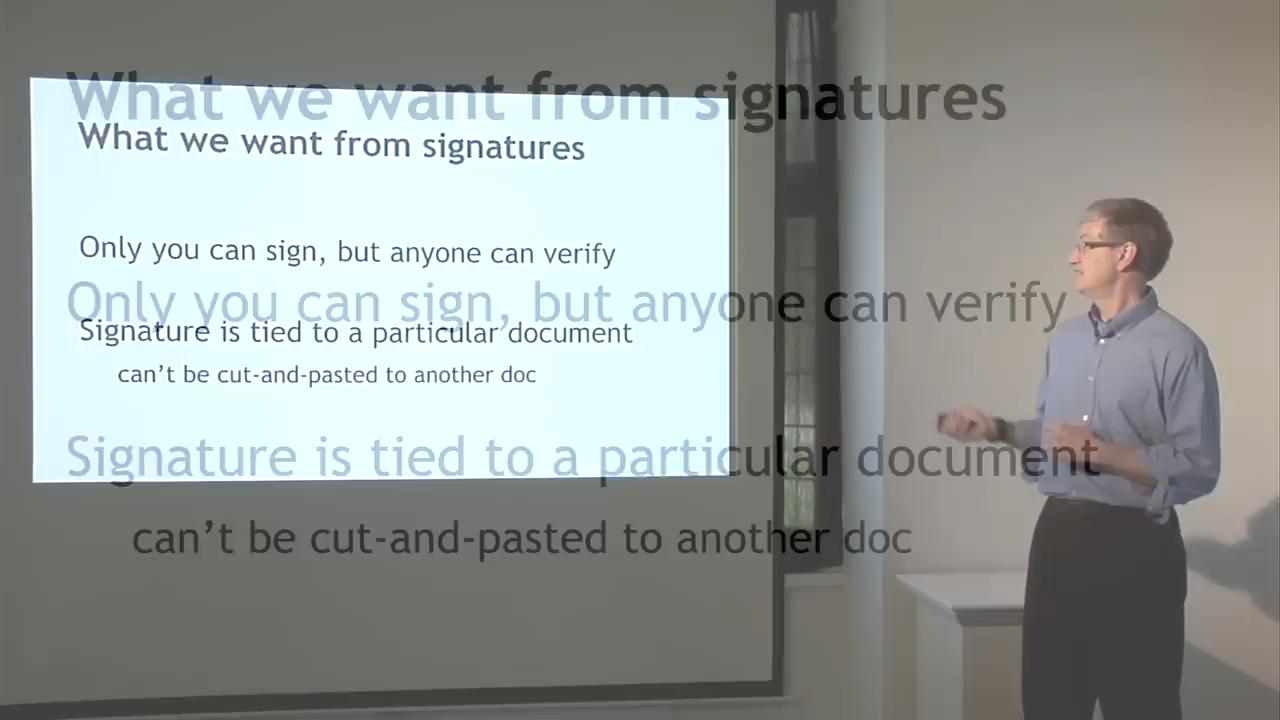 What we want from signatures
What we want from signatures
Only you can sign, but anyone can verify
Only you can sign, but anyone can verify
Signature is tied to a particular document
can’t be cut-and-pasted to another doc
Signature is tied to a particular document
can’t be cut-and-pasted to another doc